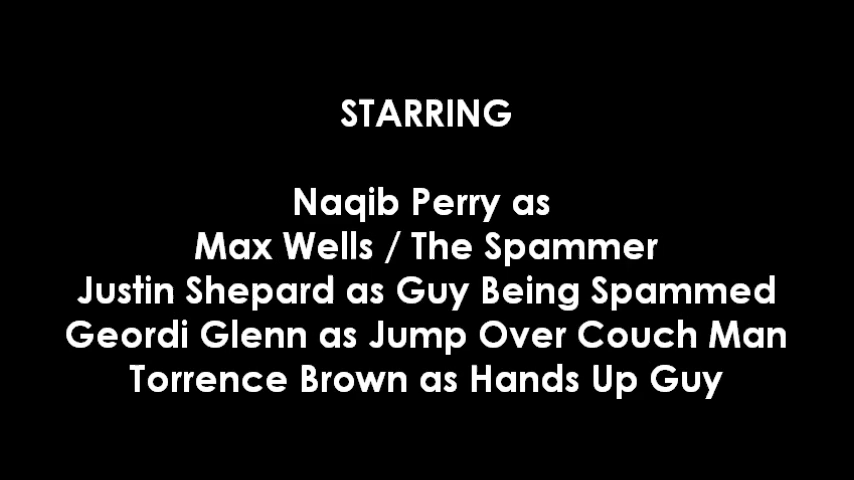 STARRING
Naqib Perry as
Max Wells / The Spammer
Justin Shepard as Guy Being Spammed
Geordi Glenn as Jump Over Couch Man
Torrence Brown as Hands Up Guy